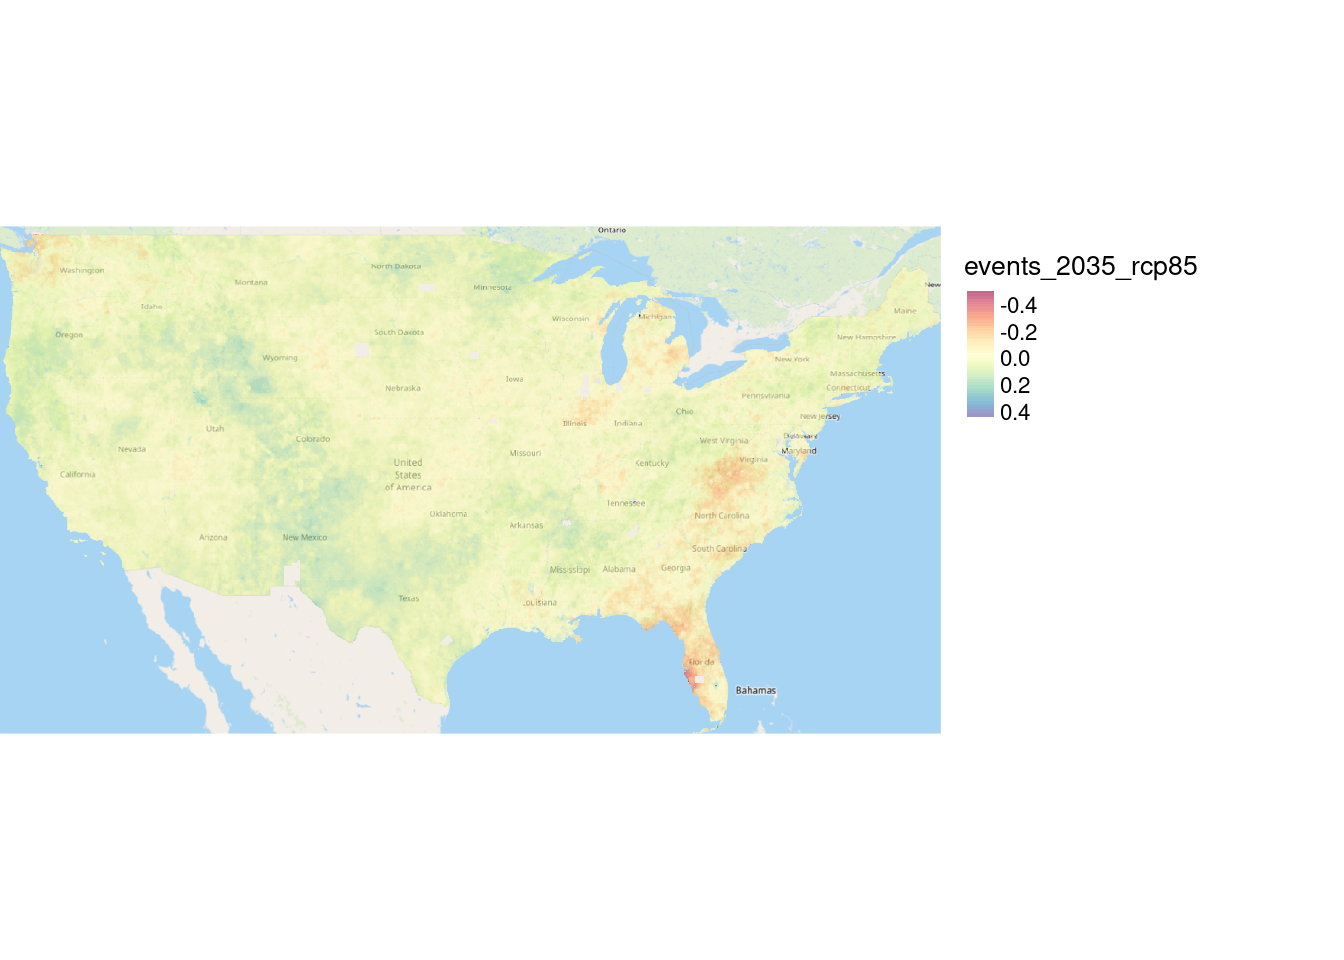 Ontario
Washington
North Dakota
Montana
Minnesota
New
Idaho
Maine
Wisconsin
Michigan
Oregon
South Dakota
New Hampshire
Wyoming
New York
Massachusetts
Iowa
Nebraska
Connecticut
Pennsylvania
Ohio
New Jersey
Illinois
Indiana
Utah
Colorado
West Virginia
Delaware
Nevada
Maryland
Missouri
Virginia
United
States
of America
Kentucky
California
Tennessee
Oklahoma
North Carolina
Arkansas
Arizona
New Mexico
South Carolina
Mississippi
Alabama
Georgia
Texas
Louisiana
Florida
Bahamas
events_2035_rcp85
-0.4
-0.2
0.0
0.2
0.4